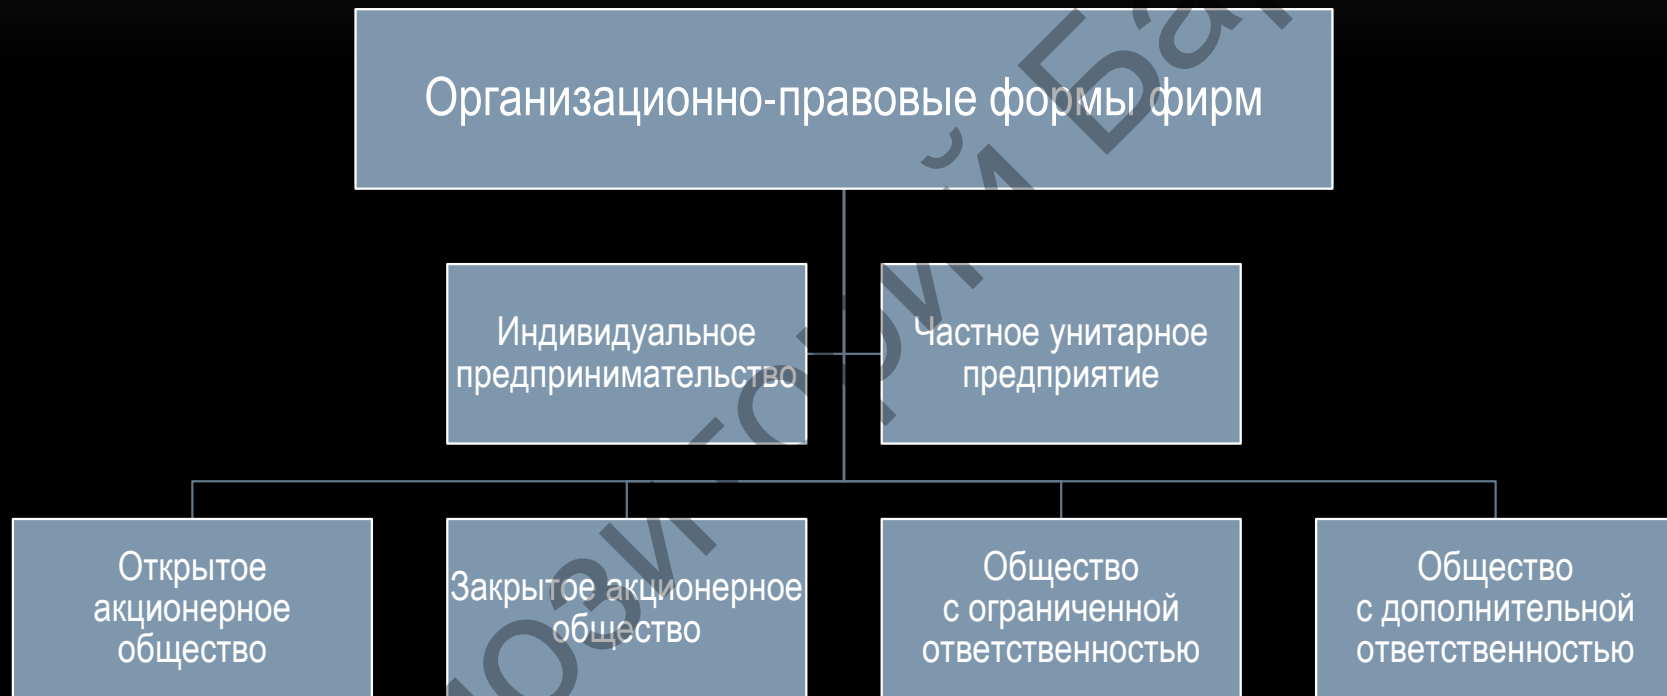 Организационно-правовые формы фирм
Индивидуальное
предпринимательство
Частное унитарное
предприятие
Открытое
акционерное
общество
Закрытое акционерное
общество
Общество
с ограниченной
ответственностью
Общество
с дополнительной
ответственностью